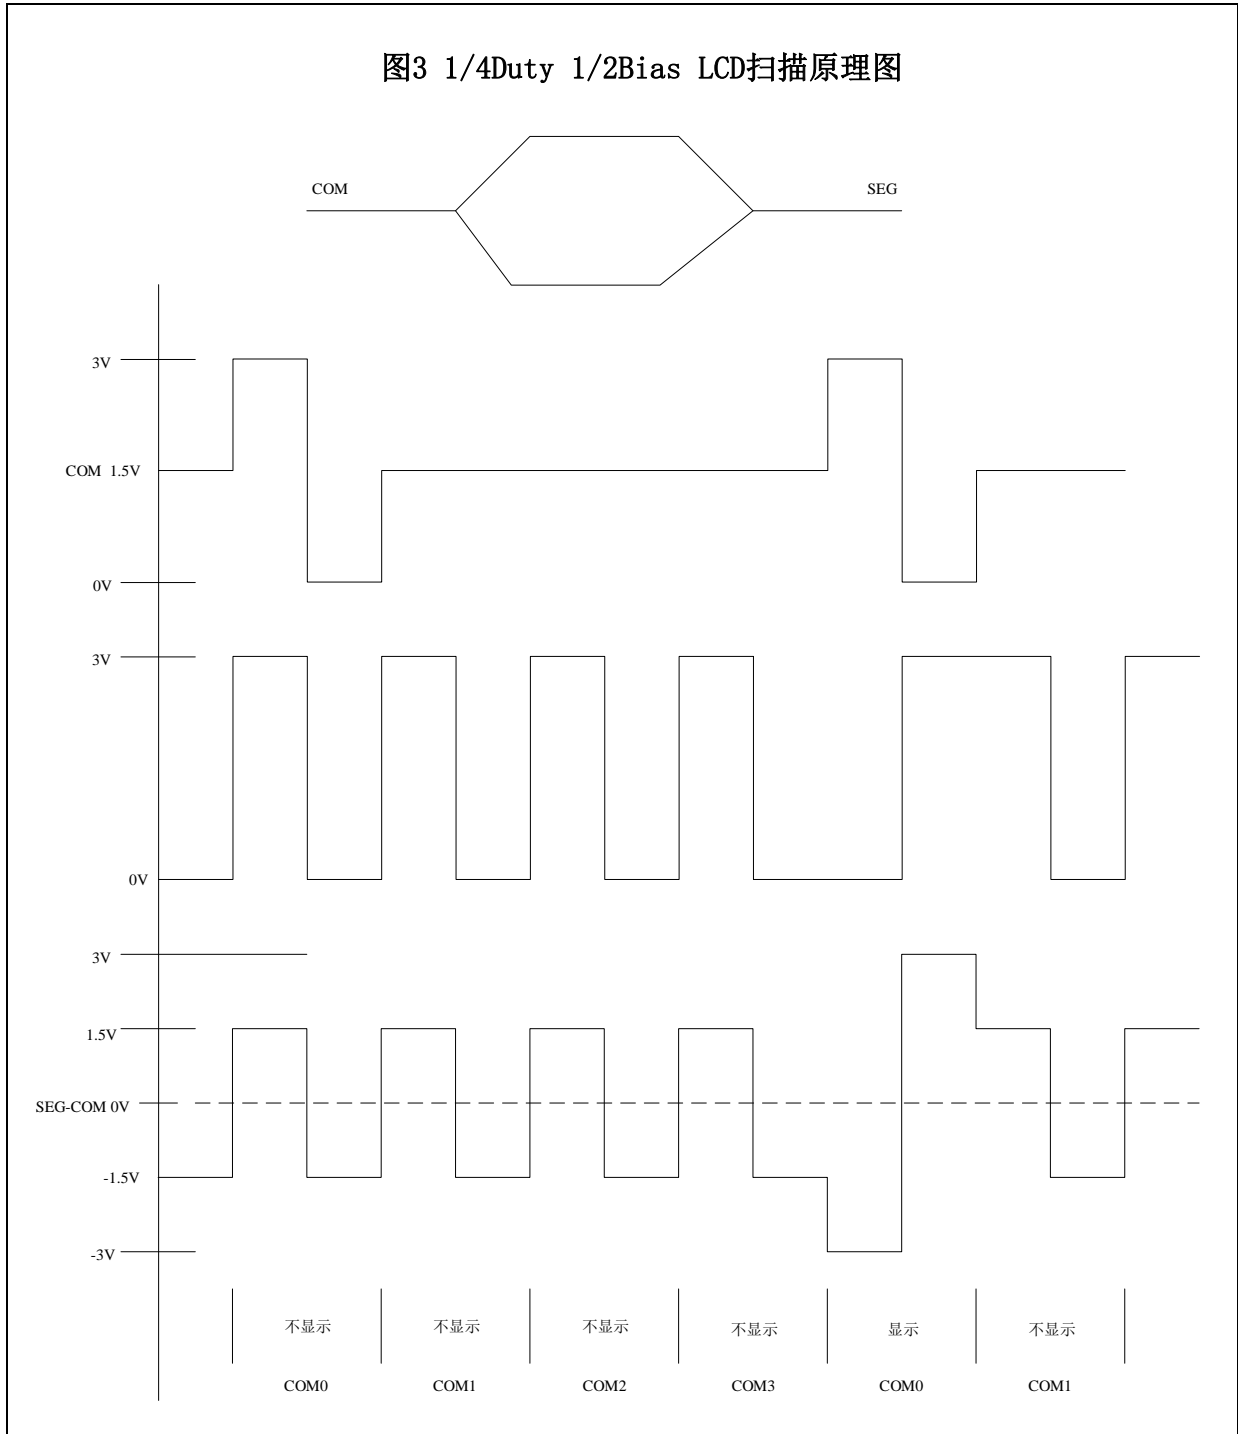 图3 1/4Duty 1/2Bias LCD扫描原理图
COM SEG
3V
COM 1.5V
0V
3V
0V
3V
1.5V
SEG-COM 0V
-1.5V
-3V
不显示 不显示 不显示 不显示 显示 不显示
COM0 COM1 COM2 COM3 COM0 COM1